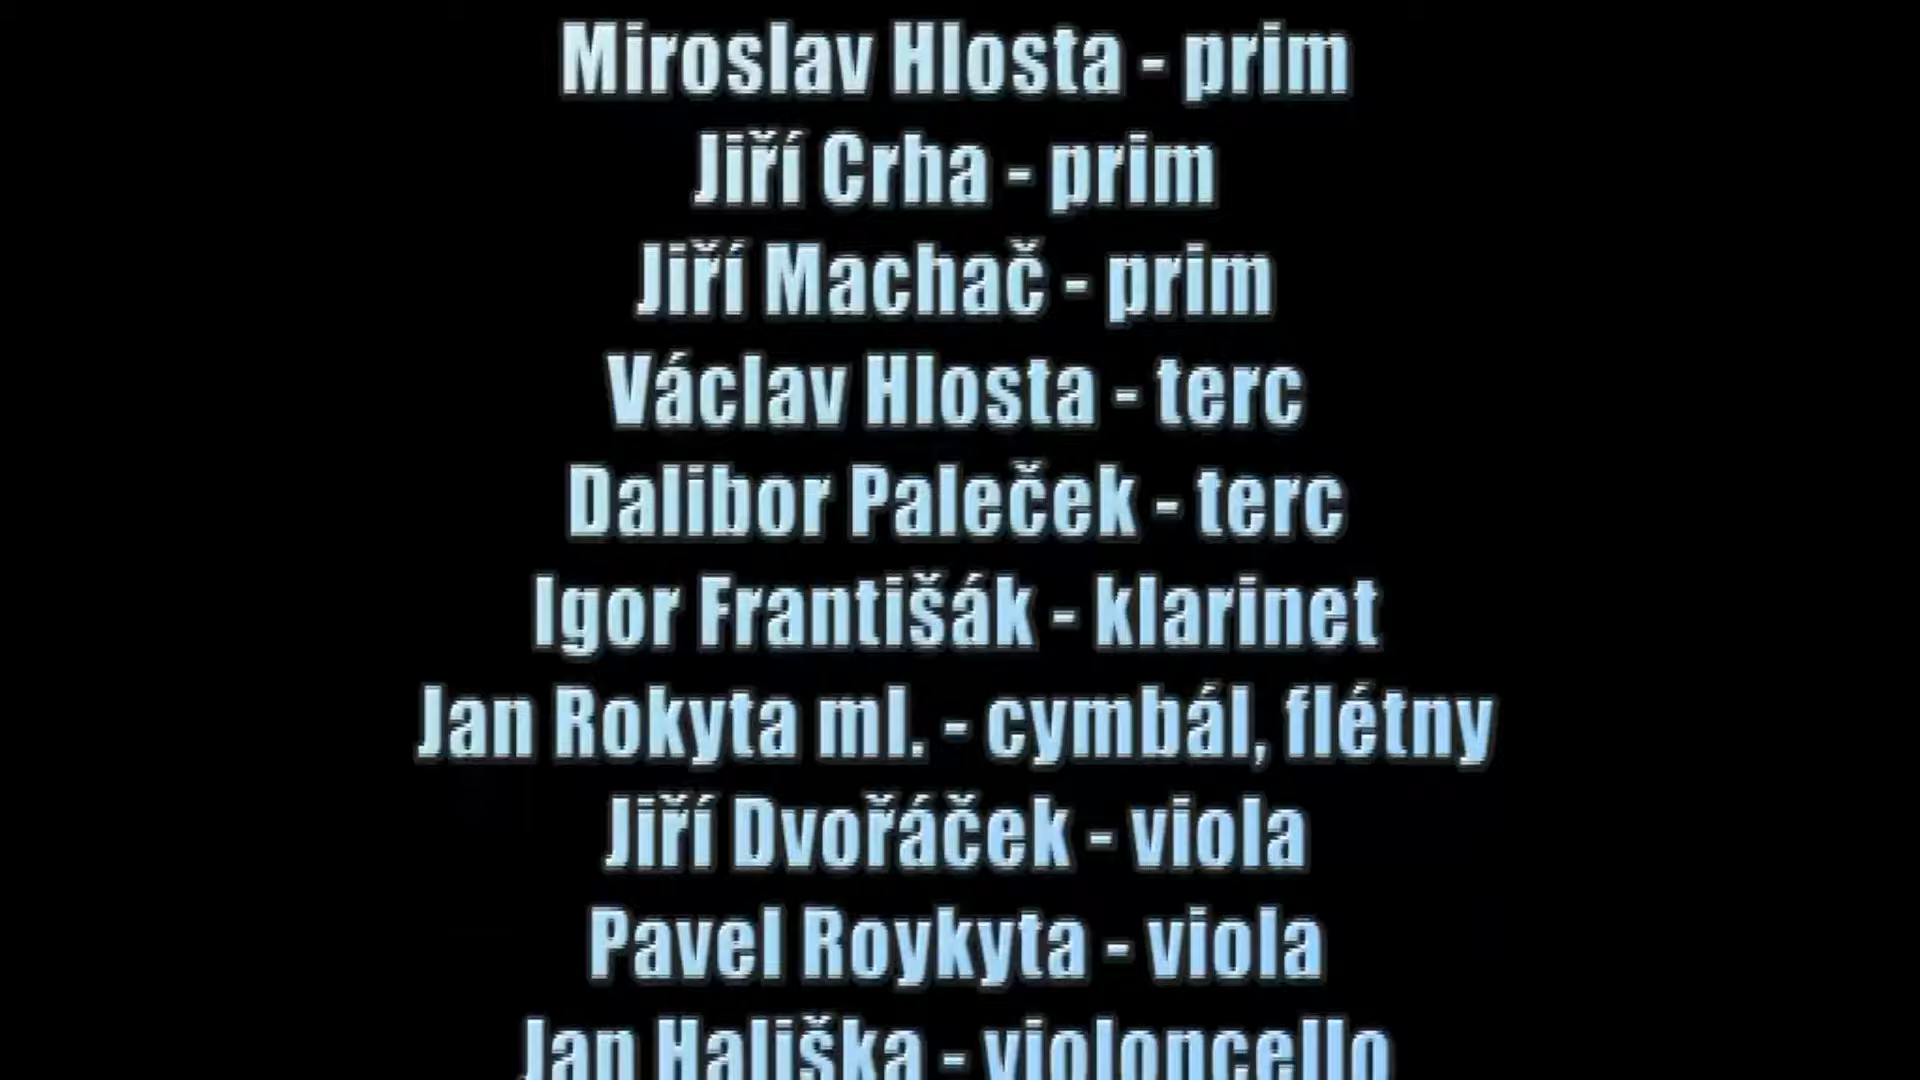 Miroslav Hlosta - prim
Jiří Crha - prim
Jiří Machač - prim
Václav Hlosta - terc
Dalibor Paleček - terc
Igor Františák - klarinet
Jan Rokyta ml. - cymbál, flétny
Jiří Dvořáček - viola
Pavel Roykyta - viola
Jan Hališka - violoncello